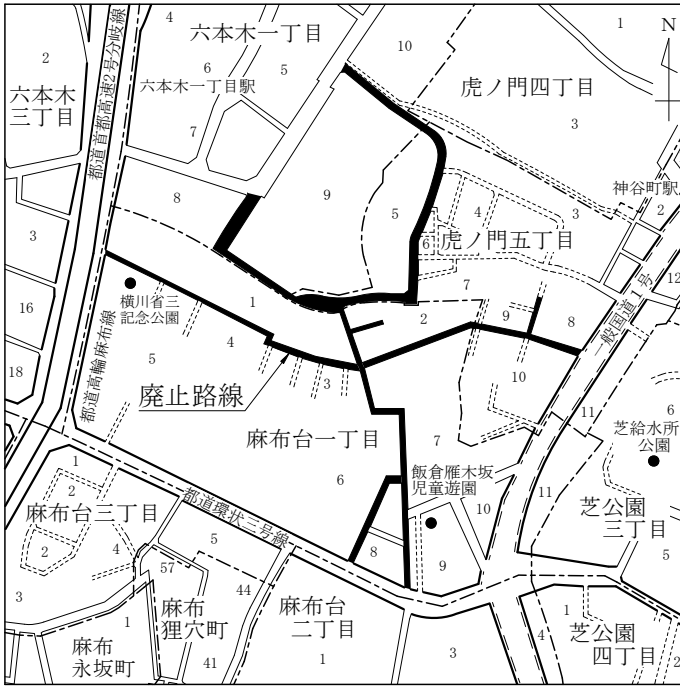 4
六本木一丁目
10
1
N
2
6
5
虎ノ門四丁目
六本木一丁目駅
六本木
三丁目
都道首都高速2号分岐線
7
3
9
神谷町駅
8
5
4
3
2
3
6
虎ノ門五丁目
一般国道1号
12
横川省三
記念公園
1
7
2
9
8
16
都道高輪麻布線
4
5
10
18
廃止路線
3
11
6
麻布台一丁目
7
芝給水所
公園
1
6
飯倉雁木坂
児童遊園
2
麻布台三丁目
都道環状三号線
11
芝公園
三丁目
10
2
4
5
8
9
5
57
44
3
1
麻布
狸穴町
麻布台
二丁目
1
芝公園
四丁目
麻布
永坂町
41
1
3
4
2